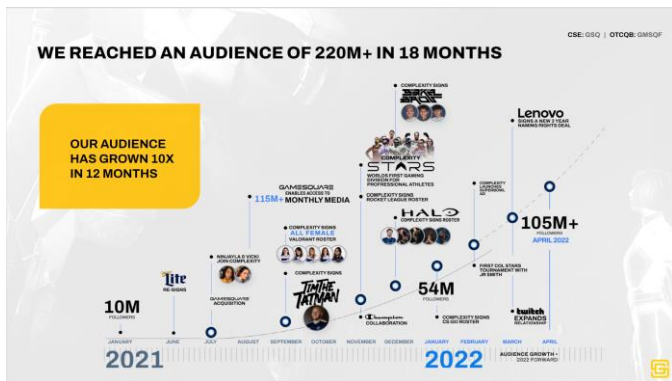 CSE: GSQ | OTCQB: GMSQF
WE REACHED AN AUDIENCE OF 220M+ IN 18 MONTHS
OUR AUDIENCE
HAS GROWN 10X
IN 12 MONTHS
10M
FOLLOWERS
Lite
RE-SIGNS
NINJAYLA & VICKI
JOIN COMPLEXITY
GAMESQUARE
ACQUISITION
GAMESQUARE
ENABLES ACCESS TO
115M+ MONTHLY MEDIA
COMPLEXITY SIGNS
ALL FEMALE
VALORANT ROSTER
COMPLEXITY SIGNS
TIMTHE
TATMAN
COMPLEXITY SIGNS
COMPLEXITY
STARS
WORLDS FIRST GAMING
DIVISION FOR
PROFRESSIONAL ATHLETES
COMPLEXITY SIGNS
ROCKET LEAGUE ROSTER
HALO
COMPLEXITY SIGNS ROSTER
Champion
COLLABORATION
54M
FOLLOWERS
COMPLEXITY SIGNS
CS:GO ROSTER
COMPLEXITY
LAUNCHES
FIRST COL STARS
TOURNAMENT WITH
JR SMITH
Lenovo
SIGNS A NEW 3 YEAR
NAMING RIGHTS DEAL
twitch
EXPANDS
RELATIONSHIP
105M+
FOLLOWERS
APRIL 2022
JANUARY
JUNE
JULY
AUGUST
SEPTEMBER
OCTOBER
NOVEMBER
DECEMBER
JANUARY
FEBRUARY
MARCH
APRIL
2021
2022
AUDIENCE GROWTH -
2022 FORWARD